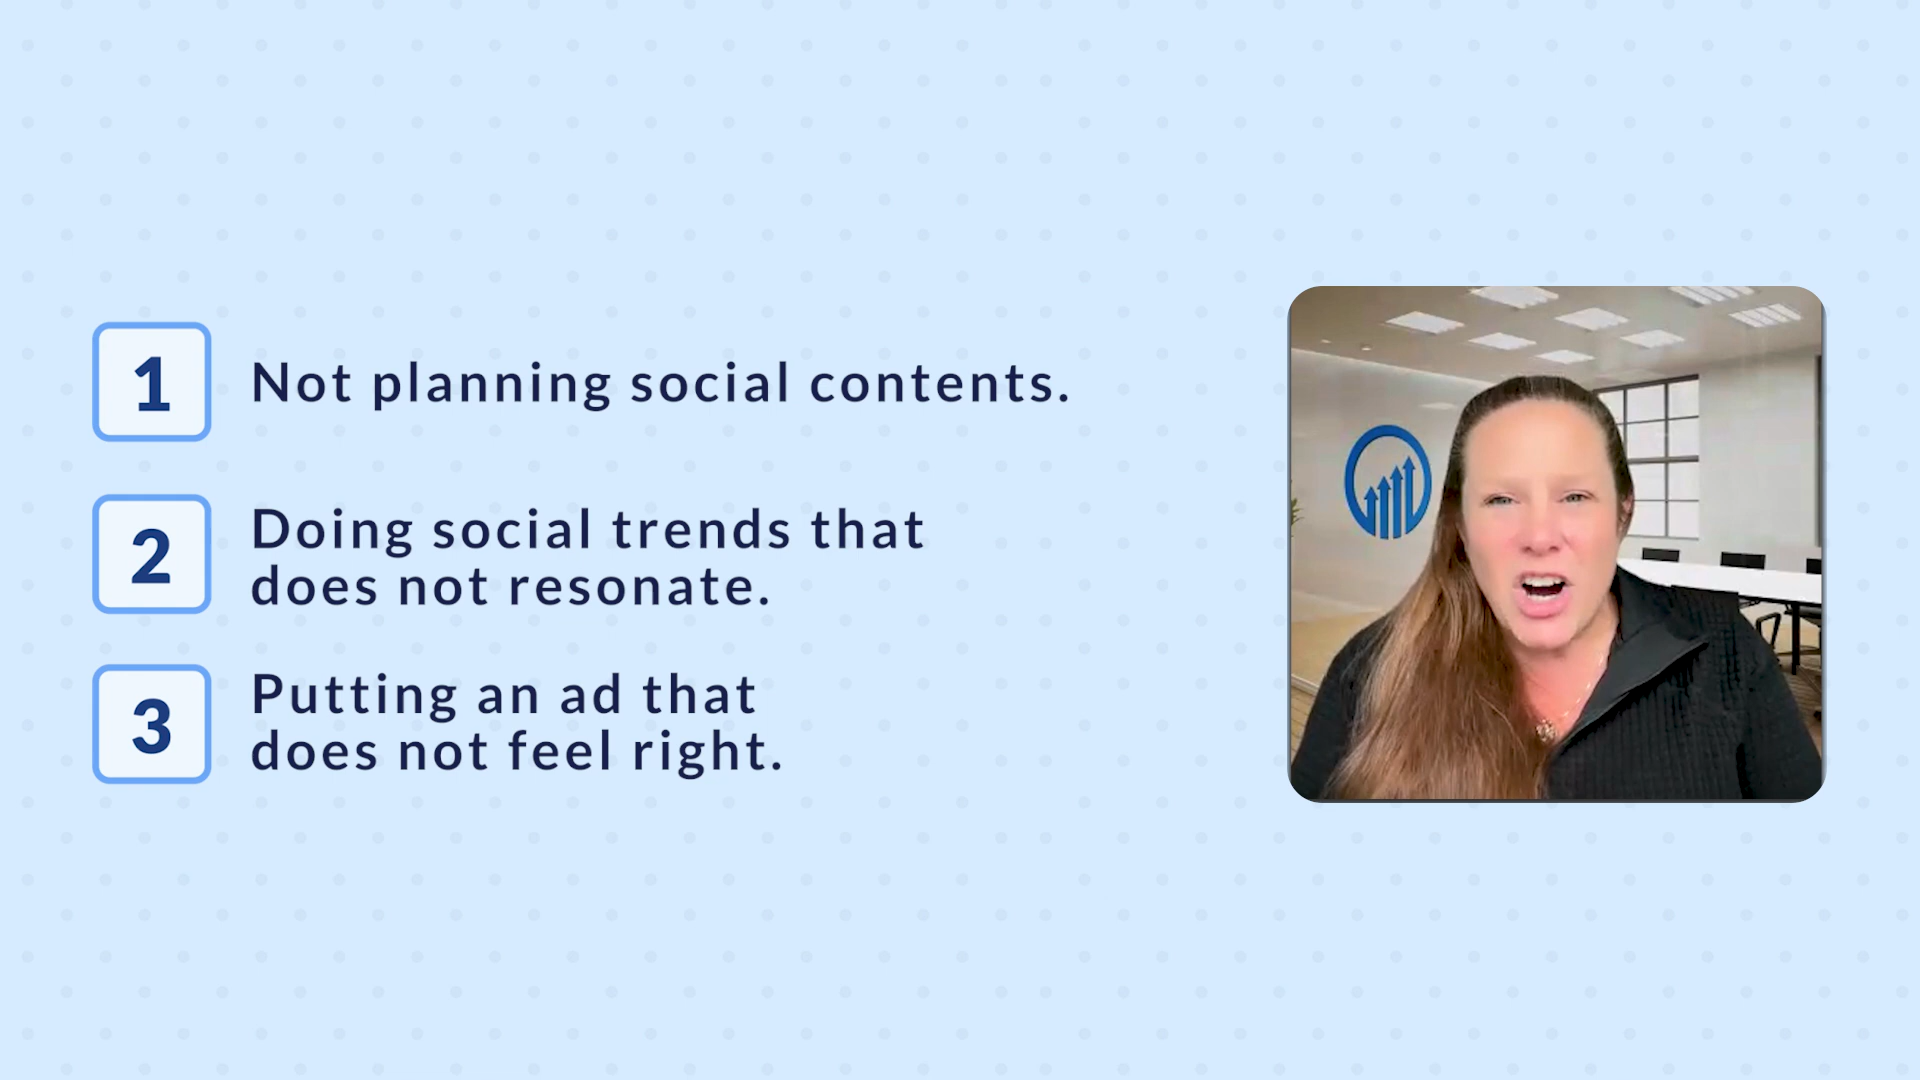 1
Not planning social contents.
2
Doing social trends that
does not resonate.
3
Putting an ad that
does not feel right.